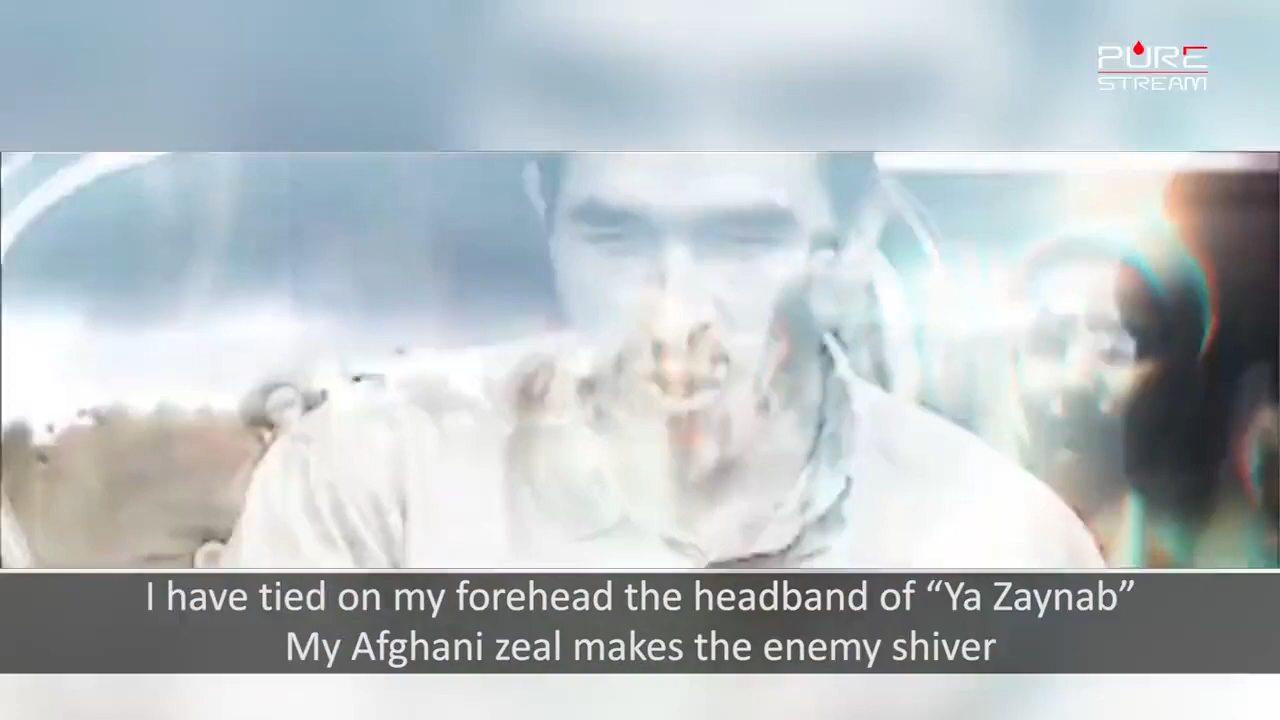 PURE
STREAM
I have tied on my forehead the headband of “Ya Zaynab”
My Afghani zeal makes the enemy shiver